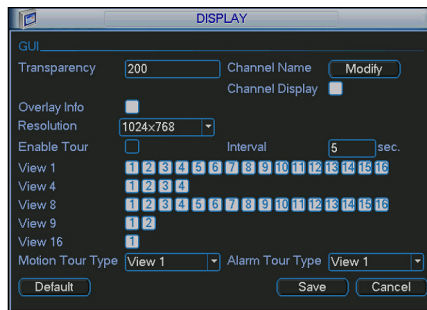 DISPLAY
GUI
Transparency 200 Channel Name Modify
Channel Display
Overlay Info
Resolution 1024×768
Enable Tour Interval 5 sec.
View 1 1 2 3 4 5 6 7 8 9 10 11 12 13 14 15 16
View 4 1 2 3 4
View 8 1 2 3 4 5 6 7 8 9 10 11 12 13 14 15 16
View 9 1 2
View 16 1
Motion Tour Type View 1 Alarm Tour Type View 1
Default Save Cancel